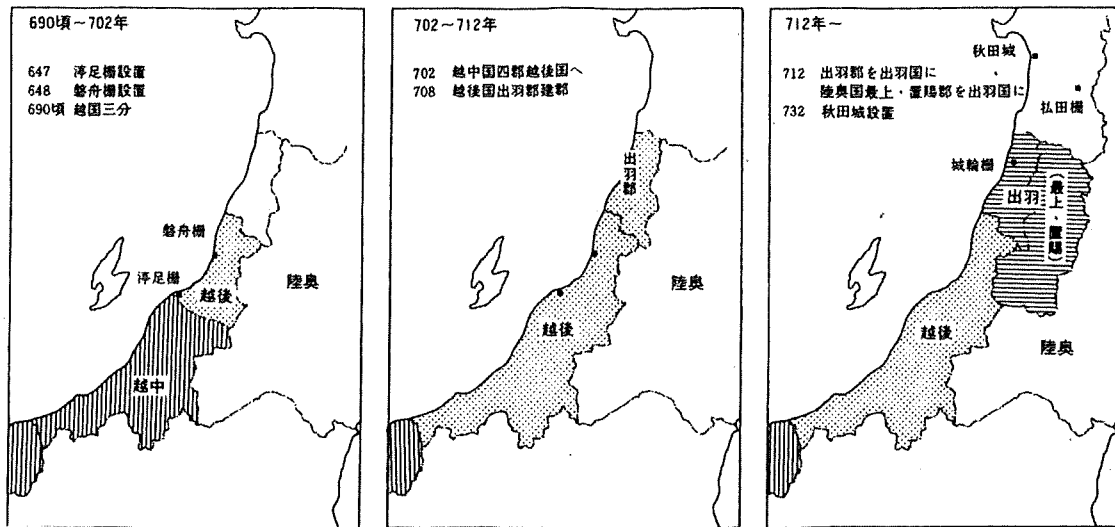 690頃～702年
647 渟足柵設置
648 磐舟柵設置
690頃 越国三分
磐舟柵
渟足柵
越後
陸奥
越中
702～712年
702 越中国四郡越後国へ
708 越後国出羽郡建郡
出羽郡
越後
712年～
712 出羽郡を出羽国に
陸奥国最上・置賜郡を出羽国に
732 秋田城設置
秋田城
払田柵
城輪柵
出羽
（最上・置賜）
越後
陸奥